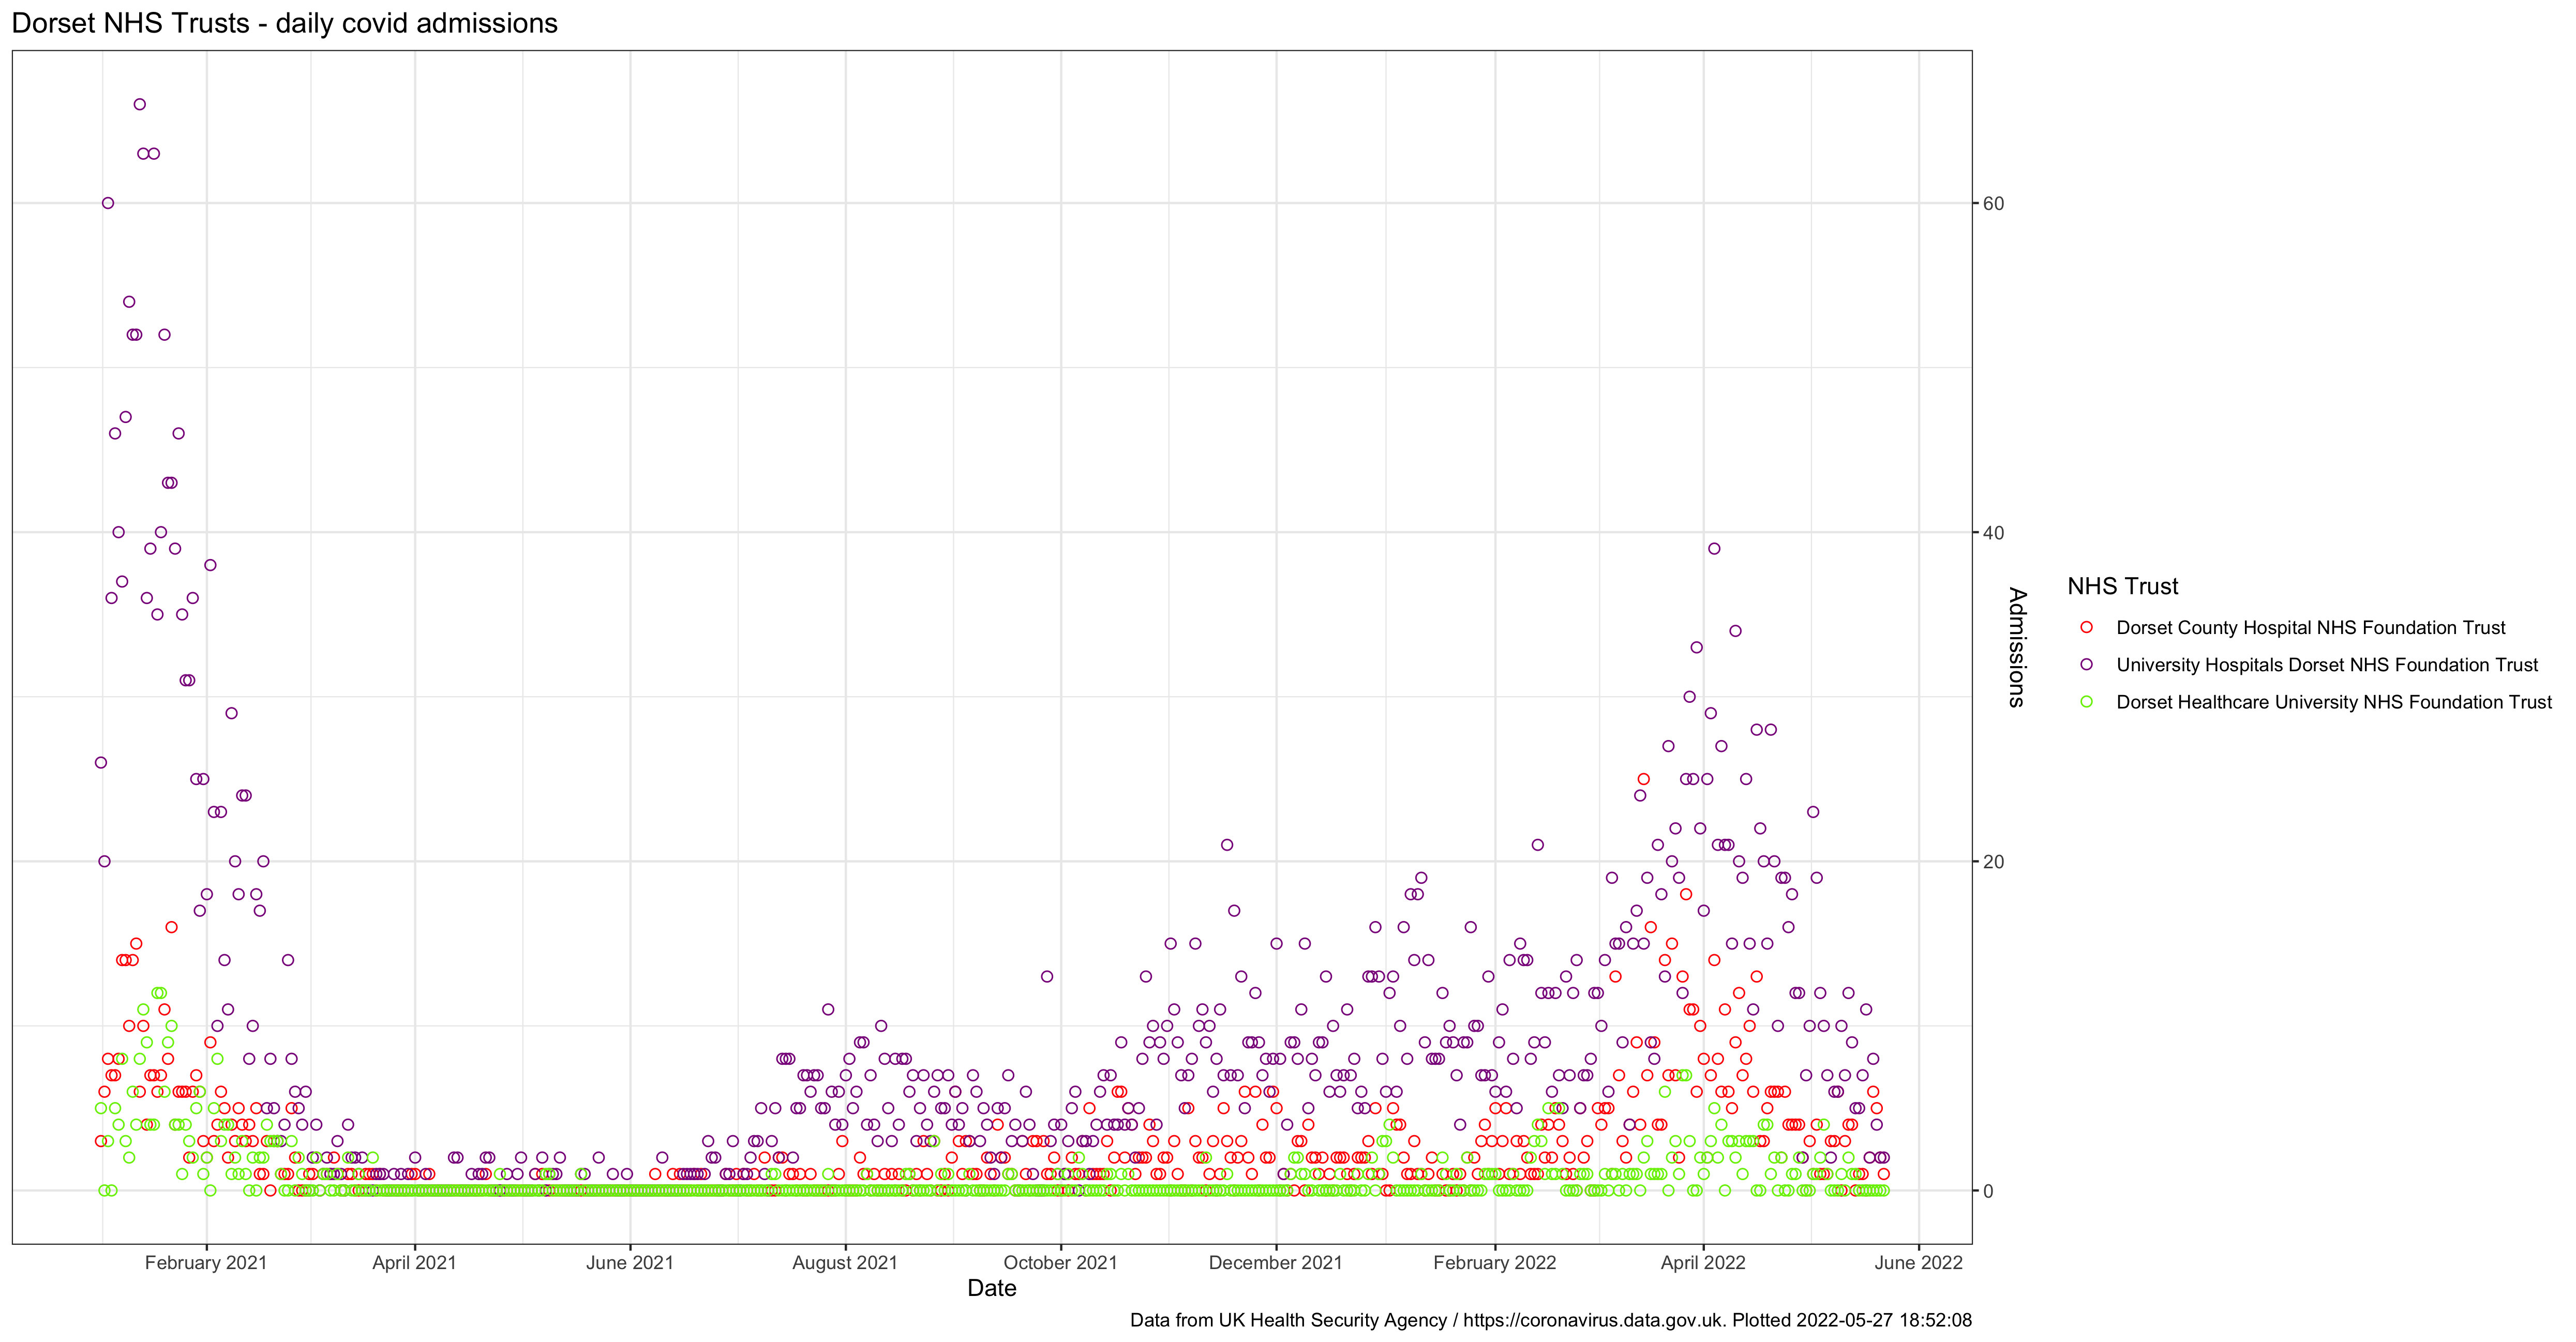 Dorset NHS Trusts - daily covid admissions
60
40
20
0
Admissions
NHS Trust
Dorset County Hospital NHS Foundation Trust
University Hospitals Dorset NHS Foundation Trust
Dorset Healthcare University NHS Foundation Trust
February 2021
April 2021
June 2021
August 2021
October 2021
December 2021
February 2022
April 2022
June 2022
Date
Data from UK Health Security Agency / https://coronavirus.data.gov.uk. Plotted 2022-05-27 18:52:08